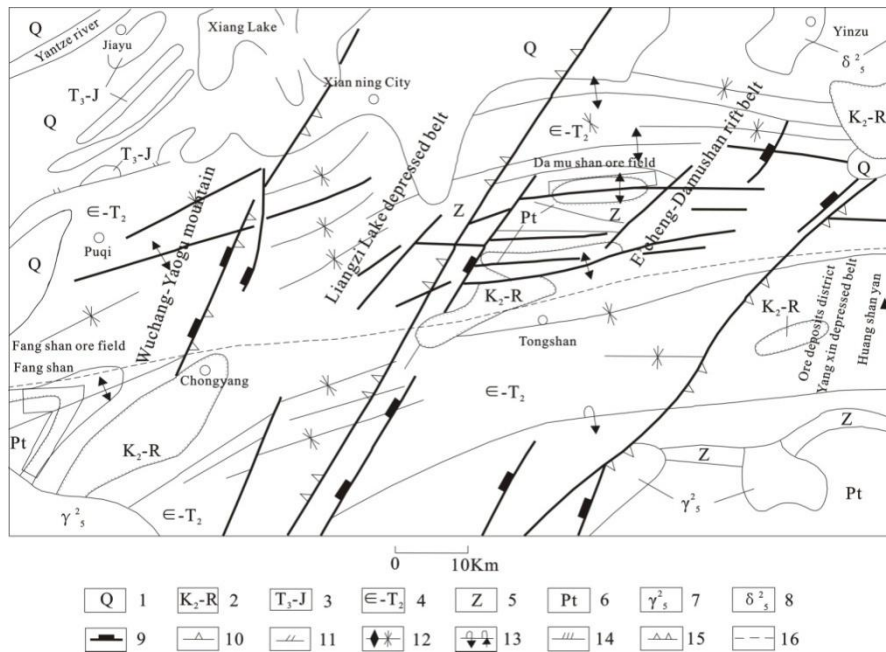 Q
Yantze river
Jiayu
Xiang Lake
Q
Yinzu
δ²₅
T₃-J
Xian ning City
Q
K₂-R
∈-T₂
T₃-J
Da mu shan ore field
Q
∈-T₂
Z
Pt
Z
Puqi
Q
Wuchang-Yaogu mountain
Liangzi Lake depressed belt
E cheng-Damushan rift belt
K₂-R
K₂-R
Fang shan ore field
Fang shan
Tongshan
Chongyang
Ore deposits district
Yang xin depressed belt
Huang shan yan
∈-T₂
Pt
K₂-R
Z
Z
γ²₅
∈-T₂
γ²₅
Pt
0 10Km
Q 1 K₂-R 2 T₃-J 3 ∈-T₂ 4 Z 5 Pt 6 γ²₅ 7 δ²₅ 8
9 10 11 12 13 14 15 16